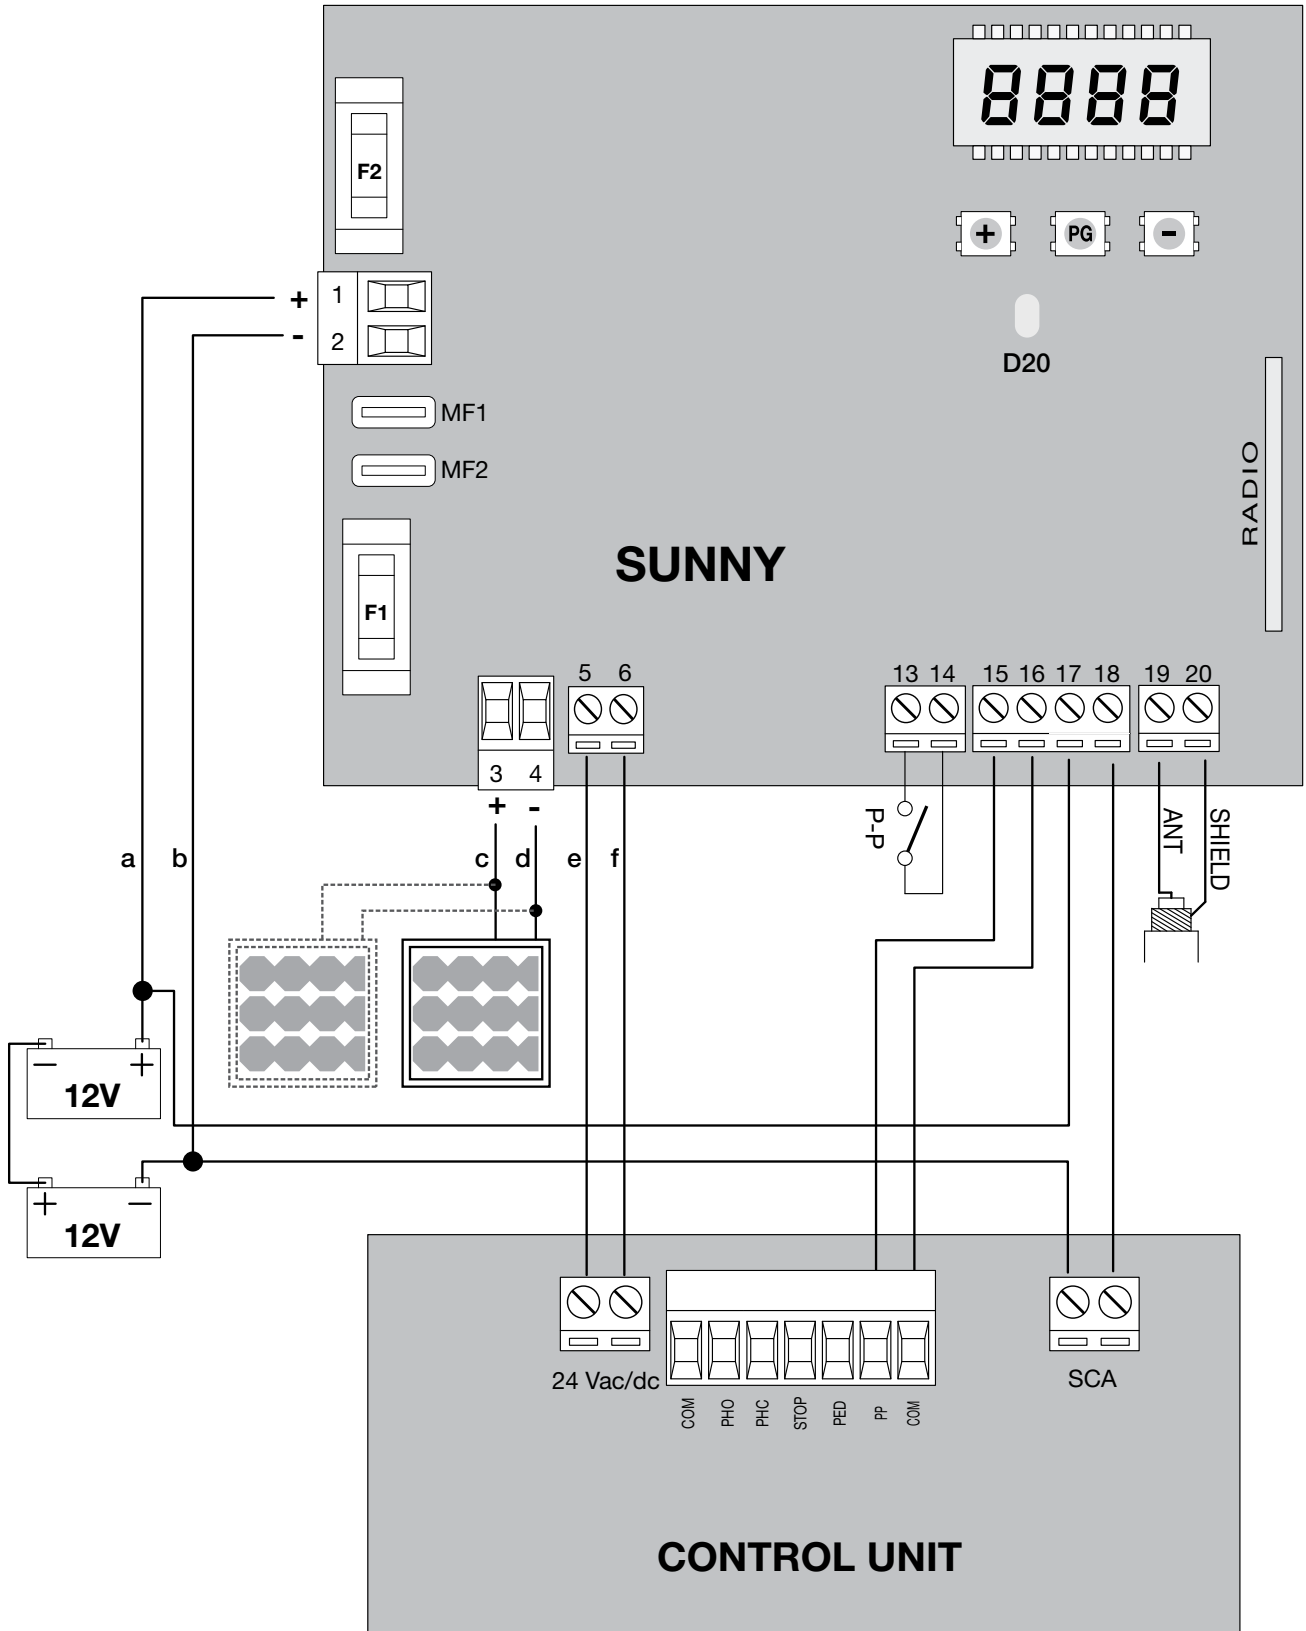 8888
F2
+ PG -
+ 1
- 2
D20
MF1
MF2
RADIO
SUNNY
F1
5 6
13 14 15 16 17 18 19 20
3 4
+ -
P-P
ANT
SHIELD
a b c d e f
− +
12V
+ −
12V
24 Vac/dc
SCA
COM PHO PHC STOP PED PP COM
CONTROL UNIT